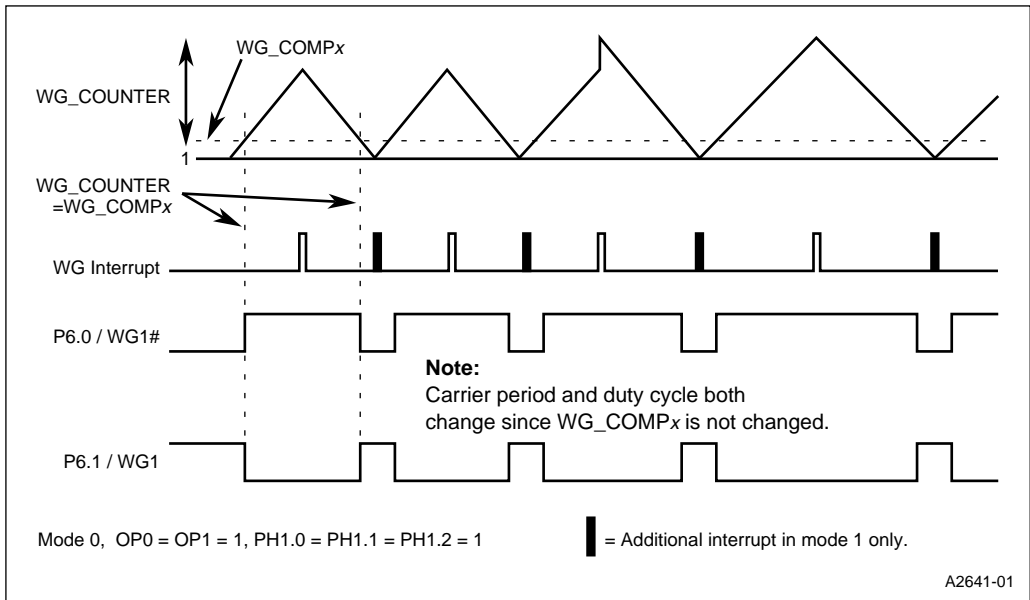 WG_COMPx
WG_COUNTER
1
WG_COUNTER
=WG_COMPx
WG Interrupt
P6.0 / WG1#
Note:
Carrier period and duty cycle both
change since WG_COMPx is not changed.
P6.1 / WG1
Mode 0, OP0 = OP1 = 1, PH1.0 = PH1.1 = PH1.2 = 1
= Additional interrupt in mode 1 only.
A2641-01